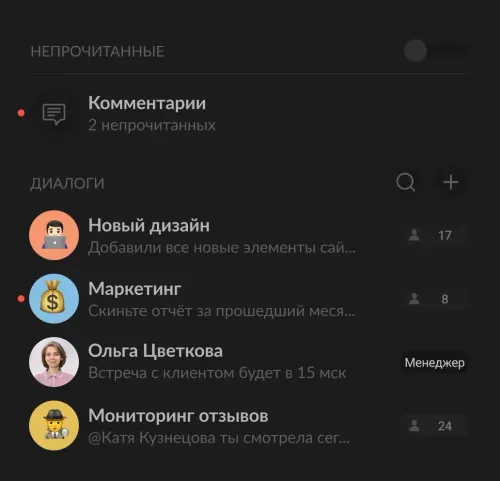 НЕПРОЧИТАННЫЕ
Комментарии
2 непрочитанных
ДИАЛОГИ
Новый дизайн
Добавили все новые элементы сай...
17
Маркетинг
Скиньте отчёт за прошедший меся...
8
Ольга Цветкова
Встреча с клиентом будет в 15 мск
Менеджер
Мониторинг отзывов
@Катя Кузнецова ты смотрела сег...
24